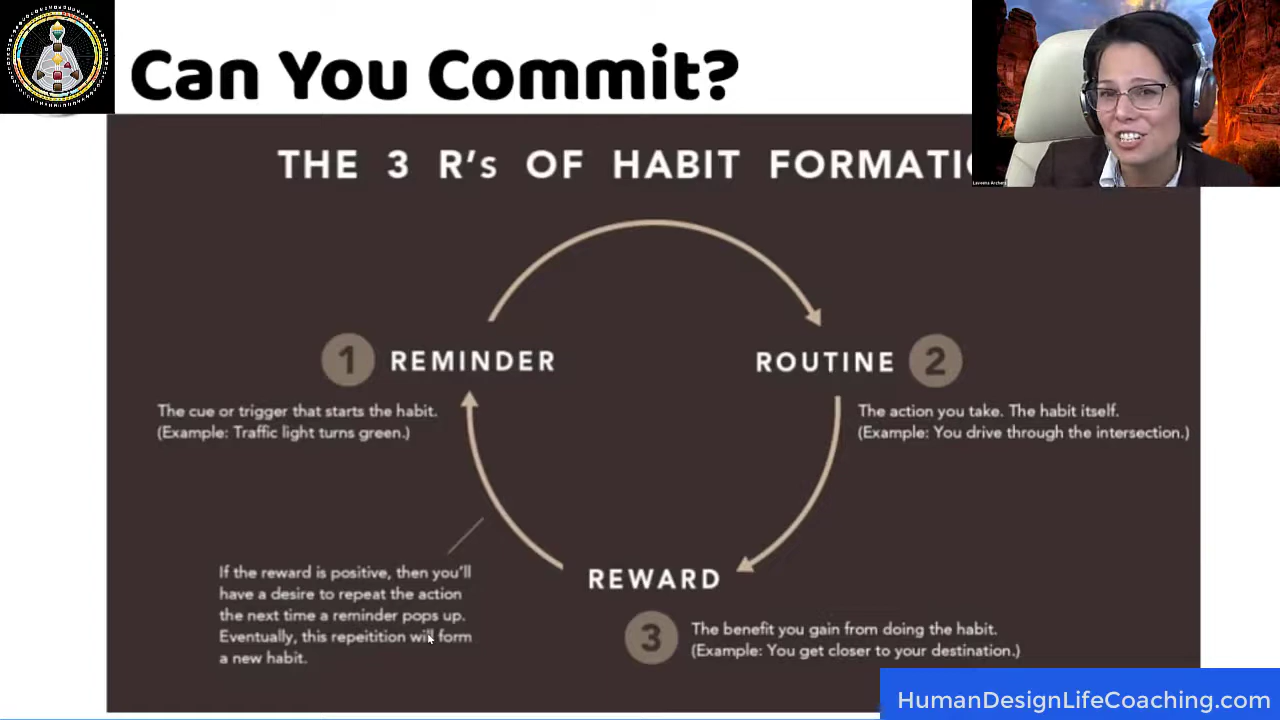 Can You Commit?
THE 3 R's OF HABIT FORMATIO
1 REMINDER
The cue or trigger that starts the habit.
(Example: Traffic light turns green.)
ROUTINE 2
The action you take. The habit itself.
(Example: You drive through the intersection.)
REWARD
3 The benefit you gain from doing the habit.
(Example: You get closer to your destination.)
If the reward is positive, then you'll
have a desire to repeat the action
the next time a reminder pops up.
Eventually, this repeitition will form
a new habit.
HumanDesignLifeCoaching.com